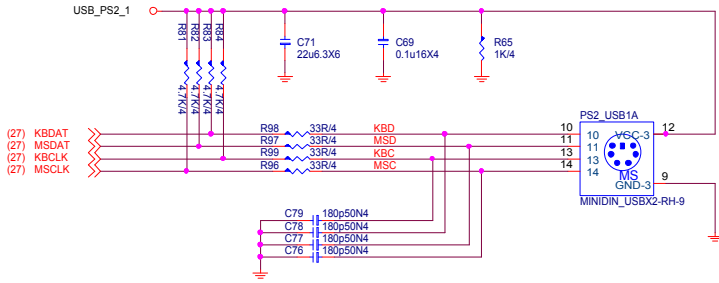 USB_PS2_1
R81
R82
R83
R84
4.7K/4
4.7K/4
4.7K/4
4.7K/4
C71
22u6.3X6
C69
0.1u16X4
R65
1K/4
PS2_USB1A
(27) KBDAT
R98 33R/4 KBD 10
(27) MSDAT
R97 33R/4 MSD 11
(27) KBCLK
R99 33R/4 KBC 13
(27) MSCLK
R96 33R/4 MSC 14
10 VCC-3 12
11
13
14 MS
GND-3 9
MINIDIN_USBX2-RH-9
C79 180p50N4
C78 180p50N4
C77 180p50N4
C76 180p50N4